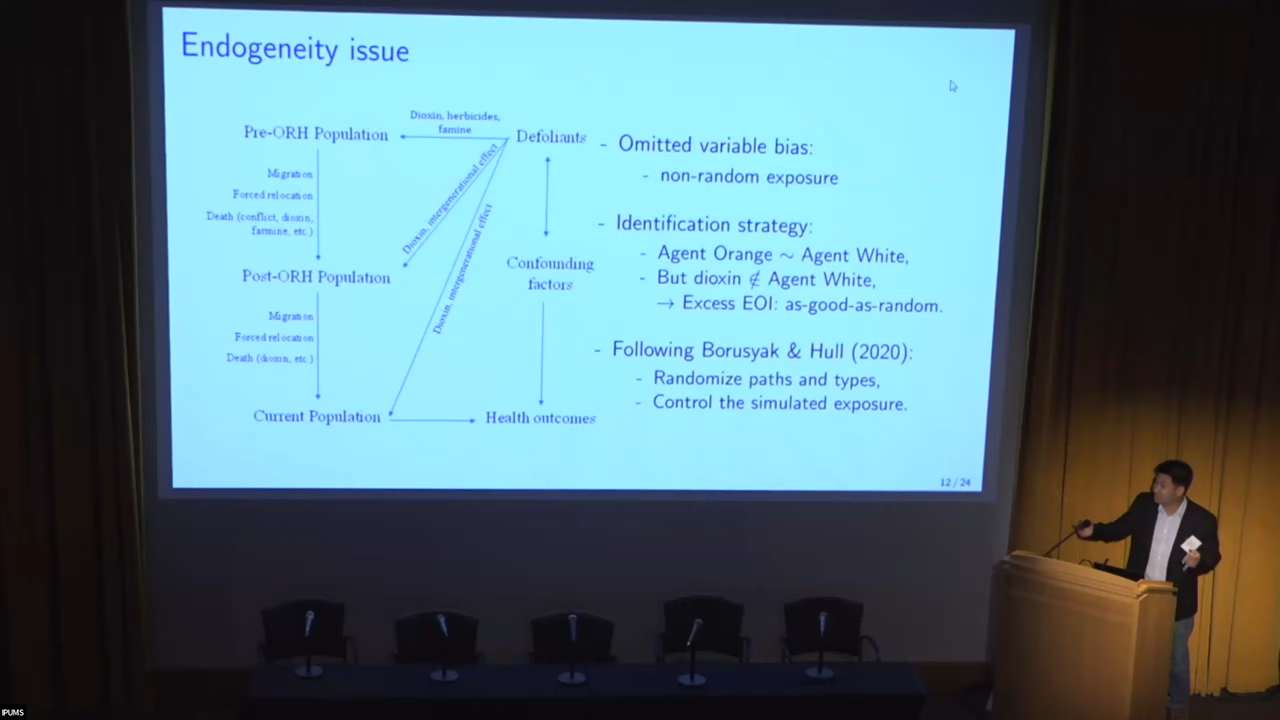 Endogeneity issue
Dioxin, herbicides,
famine
Pre-ORH Population
Defoliants
Migration
Forced relocation
Death (conflict, dioxin,
farmine, etc.)
Dioxin, intergenerational effect
Dioxin, intergenerational effect
Post-ORH Population
Confounding
factors
Migration
Forced relocation
Death (dioxin, etc.)
Current Population
Health outcomes
- Omitted variable bias:
- non-random exposure
- Identification strategy:
- Agent Orange ∼ Agent White,
- But dioxin ∉ Agent White,
→ Excess EOI: as-good-as-random.
- Following Borusyak & Hull (2020):
- Randomize paths and types,
- Control the simulated exposure.
12 / 24
IPUMS